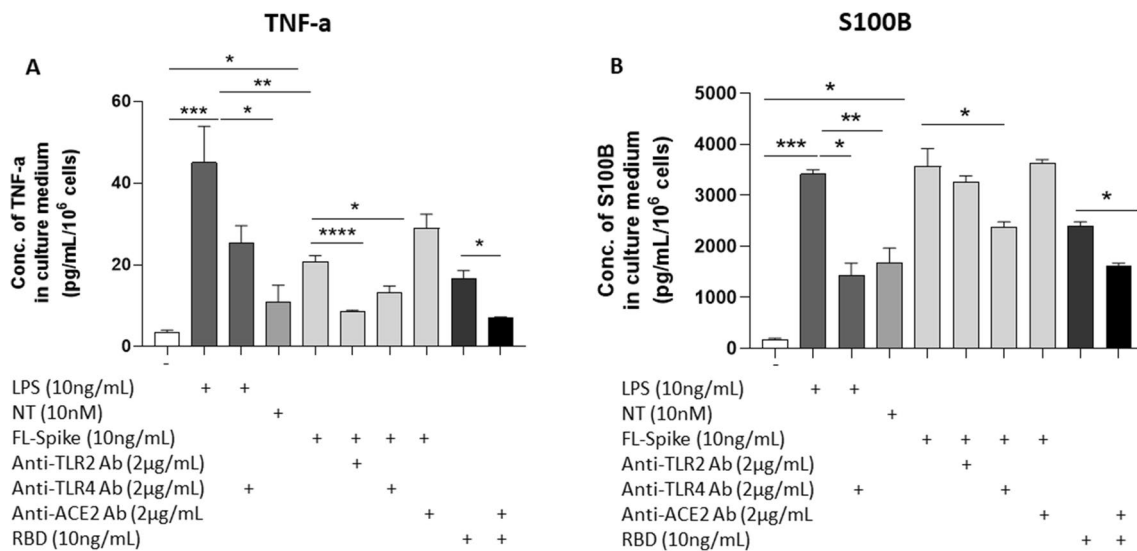 TNF-a
S100B
A
B
Conc. of TNF-a
in culture medium
(pg/mL/10⁶ cells)
60
40
20
0
* ** *** * * **** *
Conc. of S100B
in culture medium
(pg/mL/10⁶ cells)
5000
4000
3000
2000
1000
0
* ** *** * * *
-
LPS (10ng/mL) + +
NT (10nM) +
FL-Spike (10ng/mL) + + + +
Anti-TLR2 Ab (2µg/mL) +
Anti-TLR4 Ab (2µg/mL) + +
Anti-ACE2 Ab (2µg/mL + +
RBD (10ng/mL) + +
-
LPS (10ng/mL) + +
NT (10nM) +
FL-Spike (10ng/mL) + + + +
Anti-TLR2 Ab (2µg/mL) +
Anti-TLR4 Ab (2µg/mL) + +
Anti-ACE2 Ab (2µg/mL + +
RBD (10ng/mL) + +